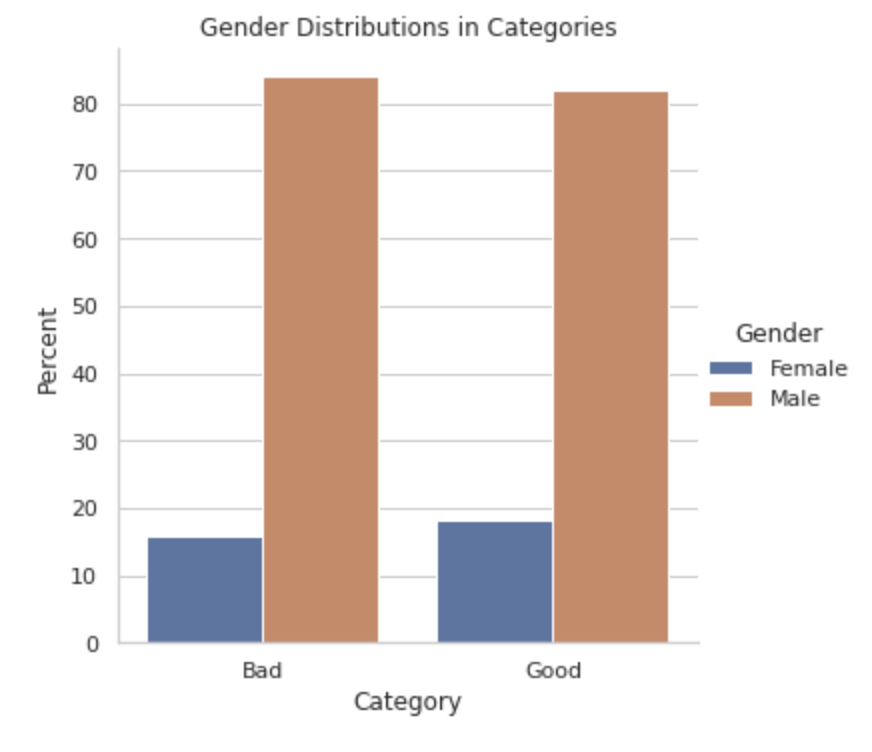 Gender Distributions in Categories
80
70
60
50
40
30
20
10
0
Percent
Bad Good
Category
Gender
Female
Male